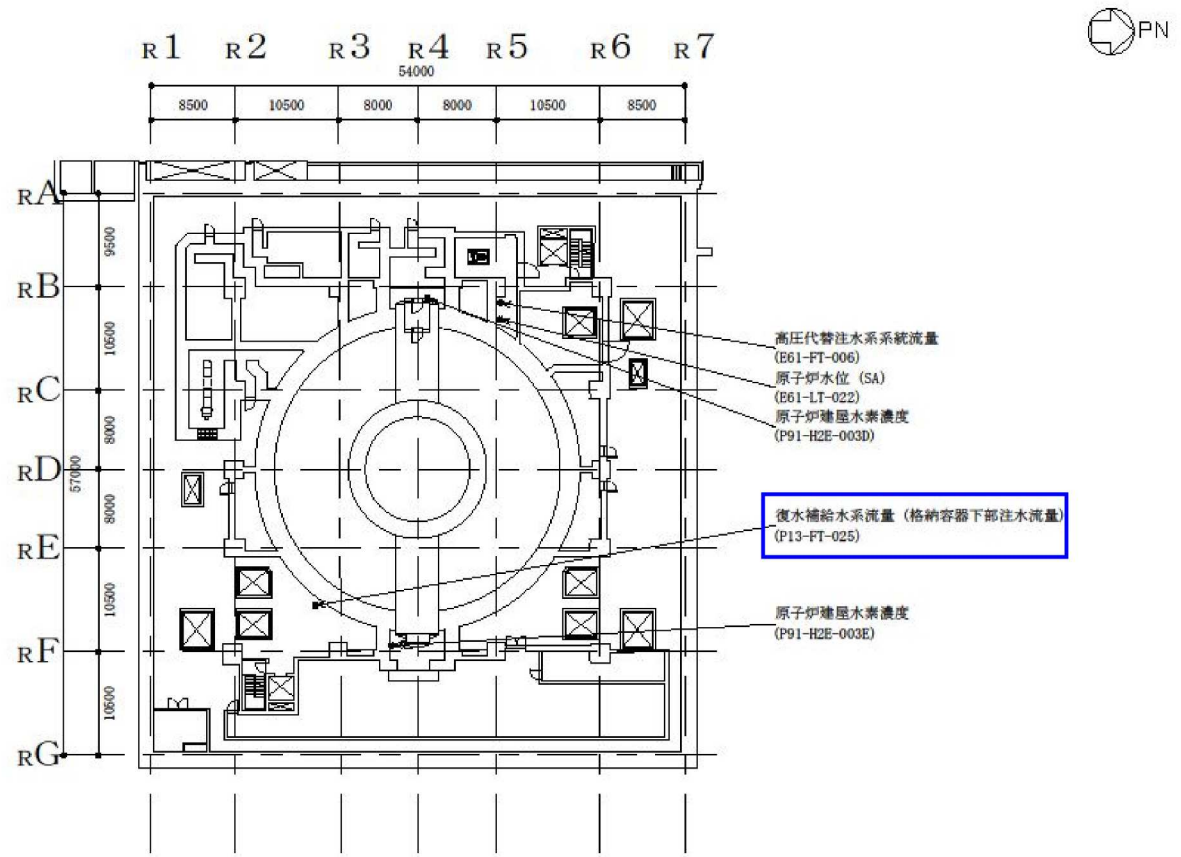 PN
R1 R2 R3 R4 R5 R6 R7
54000
8500 10500 8000 8000 10500 8500
RA
9500
RB
10500
RC
8000
RD
57000
8000
RE
10500
RF
10500
RG
高圧代替注水系系統流量
(E61-FT-006)
原子炉水位 (SA)
(E61-LT-022)
原子炉建屋水素濃度
(P91-H2E-003D)
復水補給水系流量 (格納容器下部注水流量)
(P13-FT-025)
原子炉建屋水素濃度
(P91-H2E-003E)